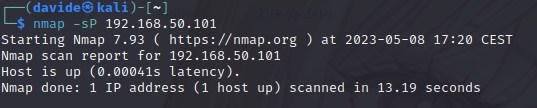 ┌──(davide㉿kali)-[~]
└─$ nmap -sP 192.168.50.101
Starting Nmap 7.93 ( https://nmap.org ) at 2023-05-08 17:20 CEST
Nmap scan report for 192.168.50.101
Host is up (0.00041s latency).
Nmap done: 1 IP address (1 host up) scanned in 13.19 seconds